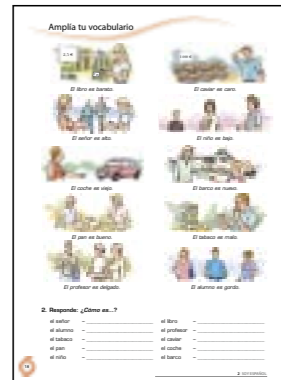 Amplía tu vocabulario
El libro es barato.
El caviar es caro.
El señor es alto.
El niño es bajo.
El coche es viejo.
El barco es nuevo.
El pan es bueno.
El tabaco es malo.
El profesor es delgado.
El alumno es gordo.
2. Responde: ¿Cómo es...?
el señor –
el alumno –
el tabaco –
el pan –
el niño –
el libro –
el profesor –
el caviar –
el coche –
el barco –